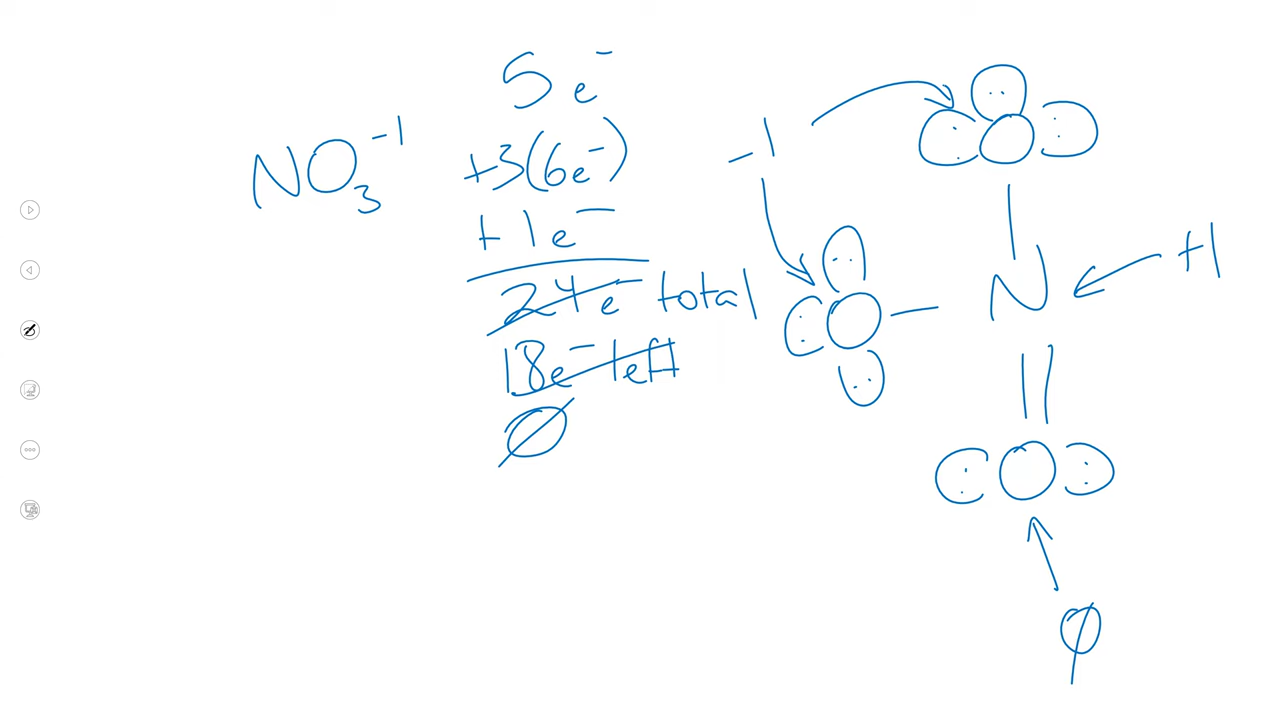 NO₃⁻¹
5e⁻
+3(6e⁻)
+1e⁻
24e⁻ total
18e⁻ left
∅
-1
O
O - N
+1
O
∅